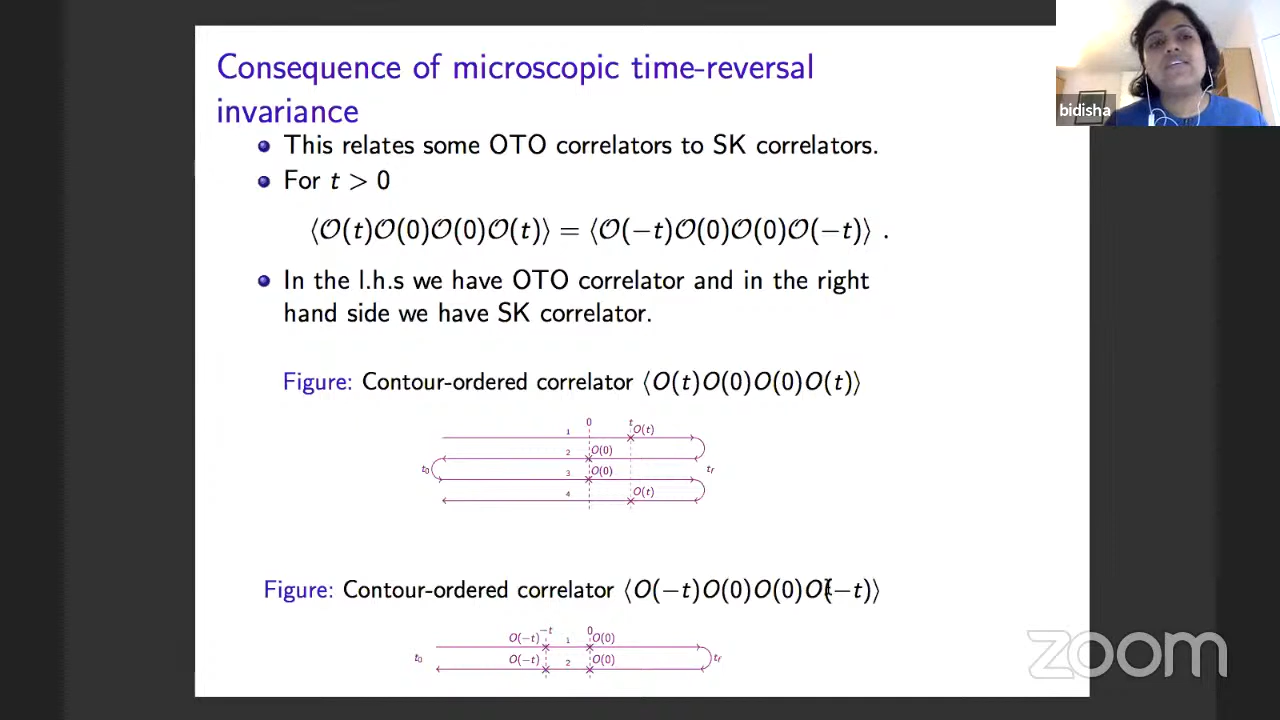 Consequence of microscopic time-reversal
invariance
This relates some OTO correlators to SK correlators.
For t > 0
⟨𝒪(t)𝒪(0)𝒪(0)𝒪(t)⟩ = ⟨𝒪(−t)𝒪(0)𝒪(0)𝒪(−t)⟩ .
In the l.h.s we have OTO correlator and in the right
hand side we have SK correlator.
Figure: Contour-ordered correlator ⟨O(t)O(0)O(0)O(t)⟩
0 t
1 O(t)
2 O(0)
t₀ 3 O(0) t_f
4 O(t)
Figure: Contour-ordered correlator ⟨O(−t)O(0)O(0)O(−t)⟩
−t 0
O(−t) 1 O(0)
t₀ O(−t) 2 O(0) t_f
bidisha
zoom